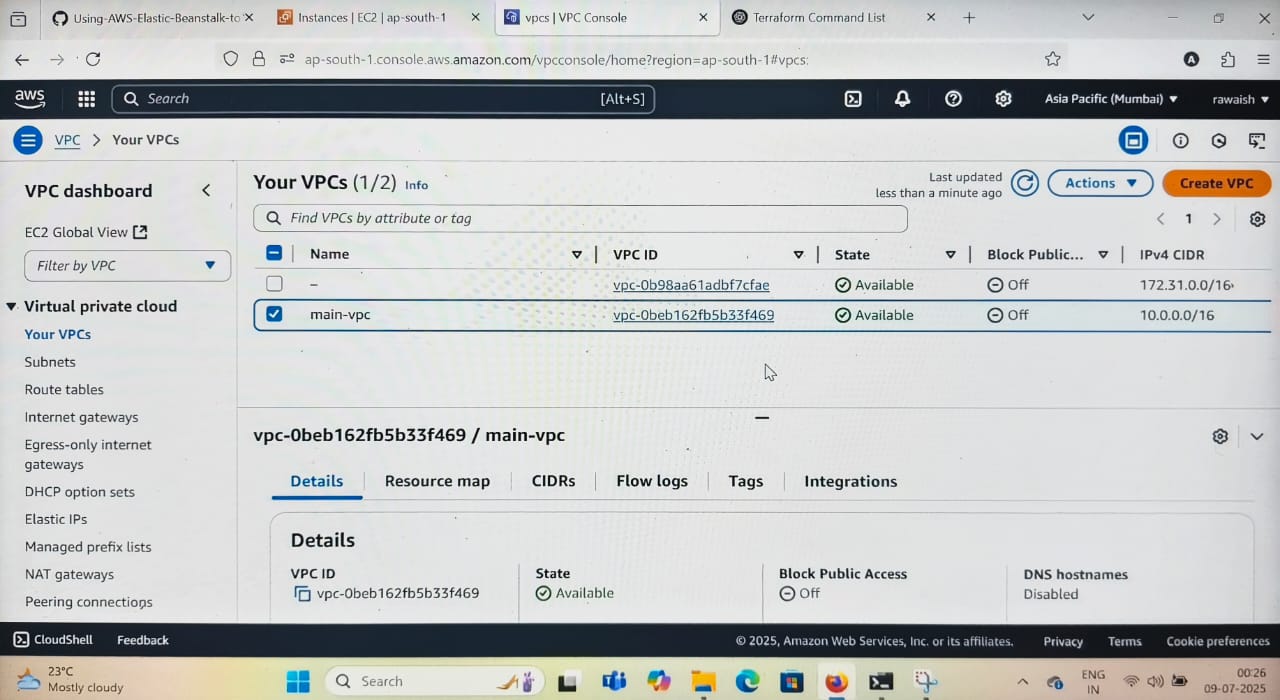 Using-AWS-Elastic-Beanstalk-to
Instances | EC2 | ap-south-1
vpcs | VPC Console
Terraform Command List
ap-south-1.console.aws.amazon.com/vpcconsole/home?region=ap-south-1#vpcs:
aws
Search
[Alt+S]
Asia Pacific (Mumbai)
rawaish
VPC > Your VPCs
VPC dashboard
EC2 Global View
Filter by VPC
Virtual private cloud
Your VPCs
Subnets
Route tables
Internet gateways
Egress-only internet
gateways
DHCP option sets
Elastic IPs
Managed prefix lists
NAT gateways
Peering connections
Your VPCs (1/2) Info
Last updated
less than a minute ago
Actions
Create VPC
Find VPCs by attribute or tag
1
Name | VPC ID | State | Block Public... | IPv4 CIDR
– vpc-0b98aa61adbf7cfae Available Off 172.31.0.0/16
main-vpc vpc-0beb162fb5b33f469 Available Off 10.0.0.0/16
vpc-0beb162fb5b33f469 / main-vpc
Details | Resource map | CIDRs | Flow logs | Tags | Integrations
Details
VPC ID
vpc-0beb162fb5b33f469
State
Available
Block Public Access
Off
DNS hostnames
Disabled
CloudShell Feedback
© 2025, Amazon Web Services, Inc. or its affiliates. Privacy Terms Cookie preferences
23°C
Mostly cloudy
Search
ENG
IN
00:26
09-07-2025